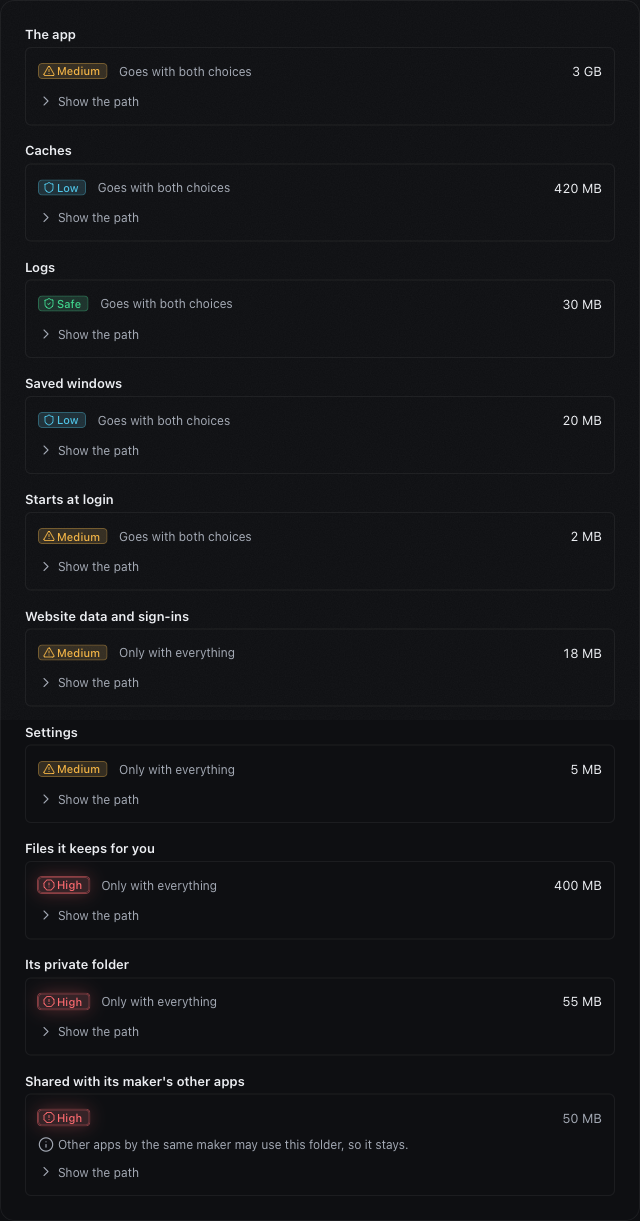 The app
Medium Goes with both choices 3 GB
Show the path
Caches
Low Goes with both choices 420 MB
Show the path
Logs
Safe Goes with both choices 30 MB
Show the path
Saved windows
Low Goes with both choices 20 MB
Show the path
Starts at login
Medium Goes with both choices 2 MB
Show the path
Website data and sign-ins
Medium Only with everything 18 MB
Show the path
Settings
Medium Only with everything 5 MB
Show the path
Files it keeps for you
High Only with everything 400 MB
Show the path
Its private folder
High Only with everything 55 MB
Show the path
Shared with its maker's other apps
High 50 MB
Other apps by the same maker may use this folder, so it stays.
Show the path